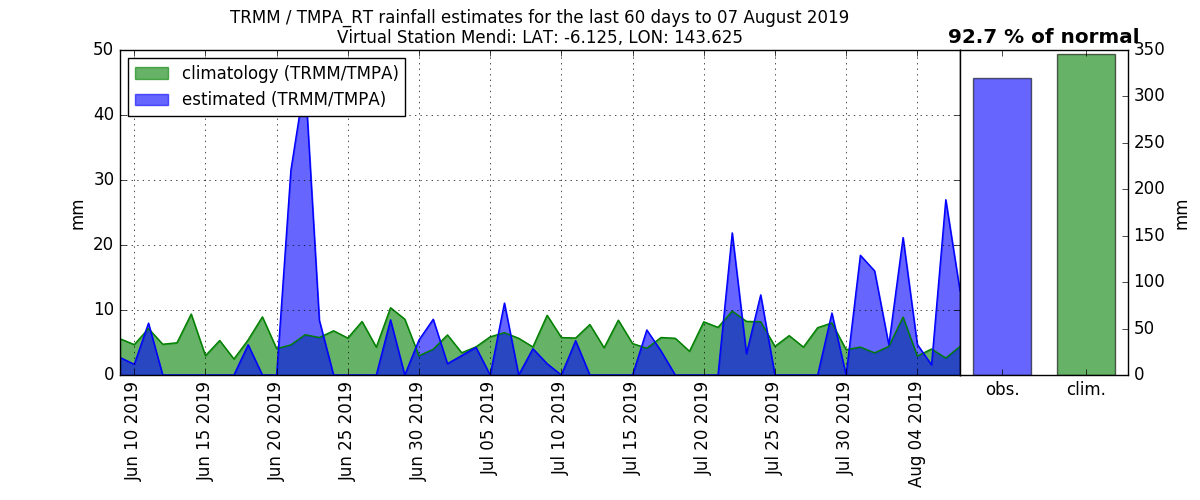 TRMM / TMPA_RT rainfall estimates for the last 60 days to 07 August 2019
Virtual Station Mendi: LAT: -6.125, LON: 143.625
92.7 % of normal
climatology (TRMM/TMPA)
estimated (TRMM/TMPA)
50
40
30
20
10
0
mm
Jun 10 2019
Jun 15 2019
Jun 20 2019
Jun 25 2019
Jun 30 2019
Jul 05 2019
Jul 10 2019
Jul 15 2019
Jul 20 2019
Jul 25 2019
Jul 30 2019
Aug 04 2019
obs.
clim.
350
300
250
200
150
100
50
0
mm